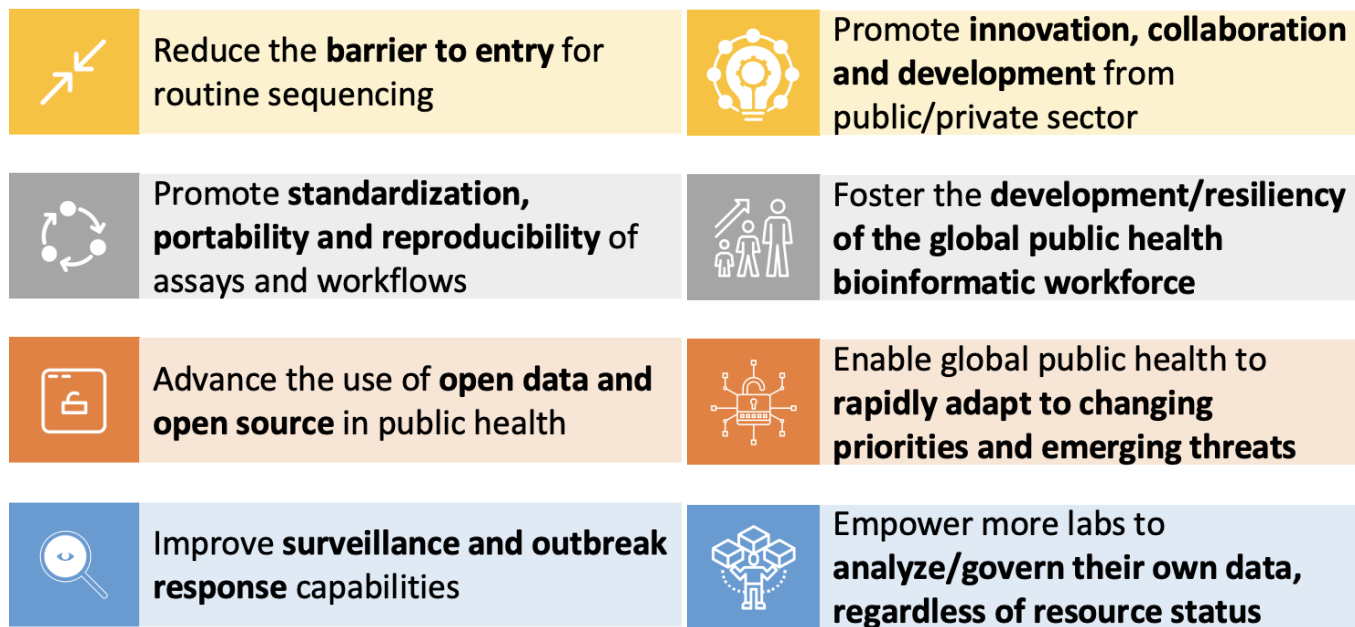 Reduce the barrier to entry for
routine sequencing
Promote innovation, collaboration
and development from
public/private sector
Promote standardization,
portability and reproducibility of
assays and workflows
Foster the development/resiliency
of the global public health
bioinformatic workforce
Advance the use of open data and
open source in public health
Enable global public health to
rapidly adapt to changing
priorities and emerging threats
Improve surveillance and outbreak
response capabilities
Empower more labs to
analyze/govern their own data,
regardless of resource status